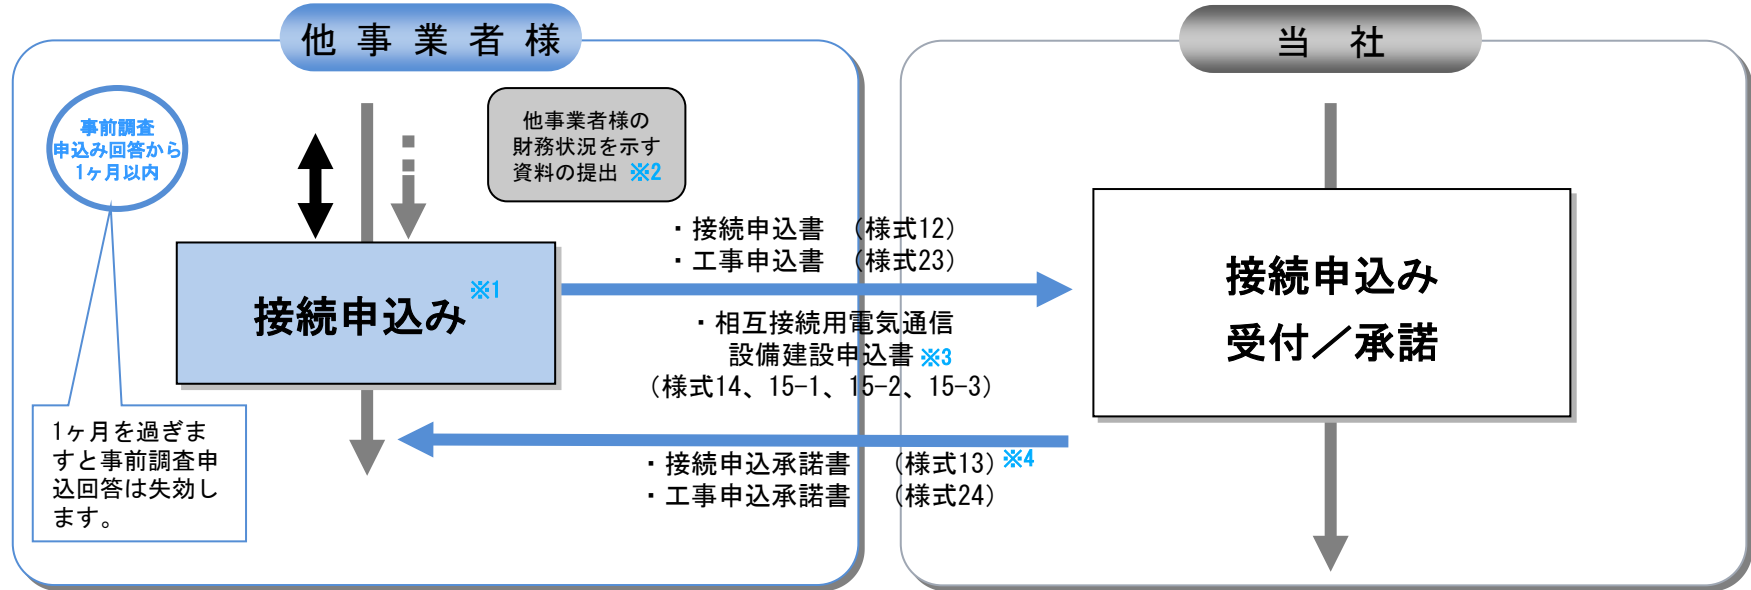 他事業者様
当社
事前調査
申込み回答から
1ヶ月以内
他事業者様の
財務状況を示す
資料の提出 ※2
・接続申込書 （様式12）
・工事申込書 （様式23）
接続申込み ※1
接続申込み
受付／承諾
・相互接続用電気通信
設備建設申込書 ※3
（様式14、15-1、15-2、15-3）
1ヶ月を過ぎま
すと事前調査申
込回答は失効し
ます。
・接続申込承諾書 （様式13） ※4
・工事申込承諾書 （様式24）